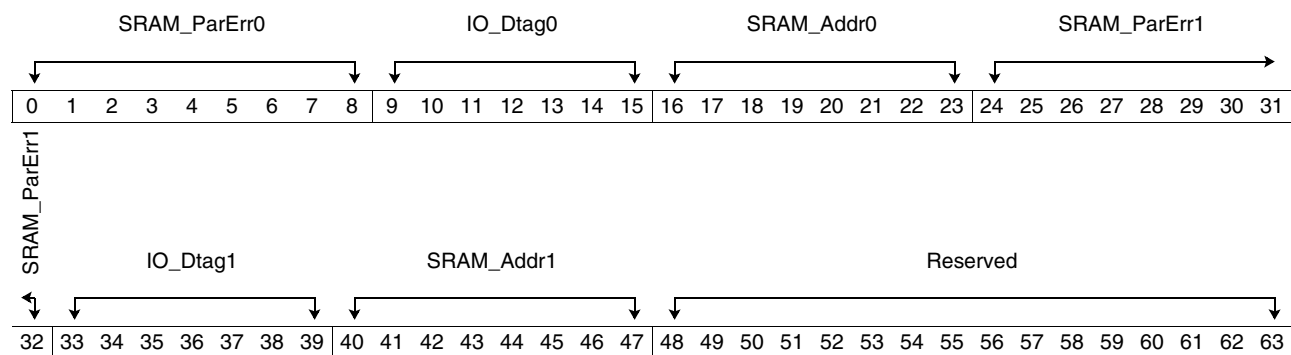 SRAM_ParErr0 IO_Dtag0 SRAM_Addr0 SRAM_ParErr1
0 1 2 3 4 5 6 7 8 9 10 11 12 13 14 15 16 17 18 19 20 21 22 23 24 25 26 27 28 29 30 31
SRAM_ParErr1
IO_Dtag1 SRAM_Addr1 Reserved
32 33 34 35 36 37 38 39 40 41 42 43 44 45 46 47 48 49 50 51 52 53 54 55 56 57 58 59 60 61 62 63